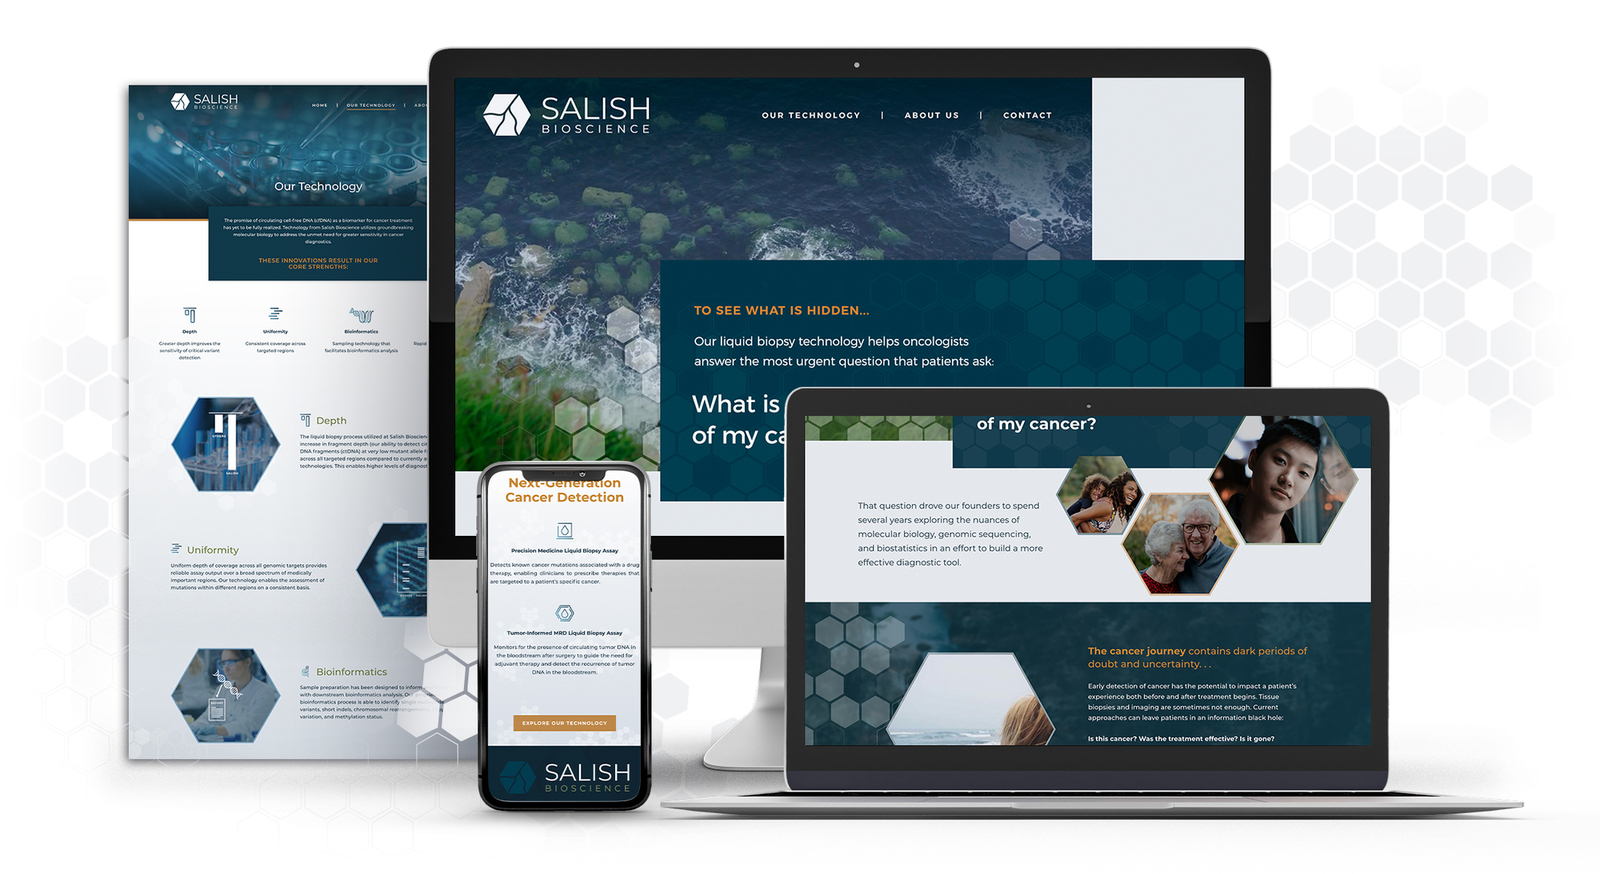 SALISH
BIOSCIENCE
HOME | OUR TECHNOLOGY |
Our Technology
The promise of circulating cell-free DNA (cfDNA) as a biomarker for cancer treatment
has yet to be fully realized. Technology from Salish Bioscience utilizes groundbreaking
molecular biology to address the unmet need for greater sensitivity in cancer
diagnostics.
THESE INNOVATIONS RESULT IN OUR
CORE STRENGTHS:
Depth
Greater depth improves the
sensitivity of critical variant
detection
Uniformity
Consistent coverage across
targeted regions
Bioinformatics
Sampling technology that
facilitates bioinformatics analysis
Rapid
Depth
The liquid biopsy process utilized at Salish
increase in fragment depth (our ability to detect
DNA fragments (ctDNA) at very low mutant allele
across all targeted regions compared to currently
technologies. This enables higher levels of
OTHERS
SALISH
Uniformity
Uniform depth of coverage across all genomic targets provides
reliable assay output over a broad spectrum of medically
important regions. Our technology enables the assessment of
mutations within different regions on a consistent basis.
Bioinformatics
Sample preparation has been designed to
with downstream bioinformatics analysis.
bioinformatics process is able to identify
variants, short indels, chromosomal
variation, and methylation status.
SALISH
BIOSCIENCE
OUR TECHNOLOGY | ABOUT US | CONTACT
TO SEE WHAT IS HIDDEN...
Our liquid biopsy technology helps oncologists
answer the most urgent question that patients ask:
What is
of my ca
Next-Generation
Cancer Detection
Precision Medicine Liquid Biopsy Assay
Detects known cancer mutations associated with a drug
therapy, enabling clinicians to prescribe therapies that
are targeted to a patient's specific cancer.
Tumor-Informed MRD Liquid Biopsy Assay
Monitors for the presence of circulating tumor DNA in
the bloodstream after surgery to guide the need for
adjuvant therapy and detect the recurrence of tumor
DNA in the bloodstream.
EXPLORE OUR TECHNOLOGY
SALISH
BIOSCIENCE
of my cancer?
That question drove our founders to spend
several years exploring the nuances of
molecular biology, genomic sequencing,
and biostatistics in an effort to build a more
effective diagnostic tool.
The cancer journey contains dark periods of
doubt and uncertainty. . .
Early detection of cancer has the potential to impact a patient's
experience both before and after treatment begins. Tissue
biopsies and imaging are sometimes not enough. Current
approaches can leave patients in an information black hole:
Is this cancer? Was the treatment effective? Is it gone?